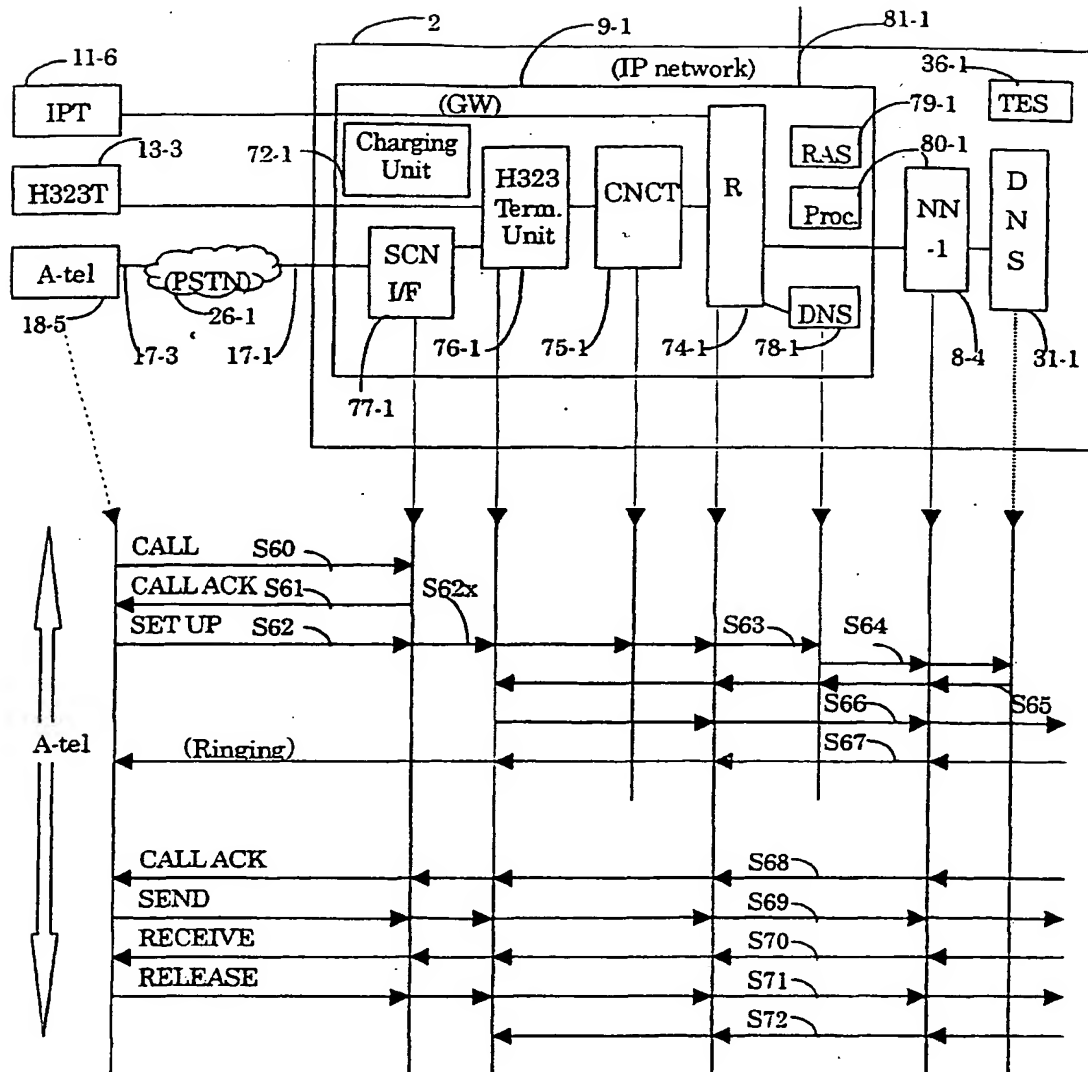 2
9-1
81-1
11-6
(IP network)
36-1
IPT
(GW)
79-1
TES
13-3
72-1
Charging
Unit
RAS
80-1
H323T
H323
Term.
Unit
CNCT
R
Proc.
NN
-1
D
N
S
A-tel
(PSTN)
SCN
I/F
DNS
18-5
26-1
17-3
17-1
76-1
75-1
74-1
78-1
8-4
31-1
77-1
CALL S60
CALL ACK S61
S62x
SET UP S62
S63
S64
S65
S66
A-tel
(Ringing)
S67
CALL ACK
S68
SEND
S69
RECEIVE
S70
RELEASE
S71
S72